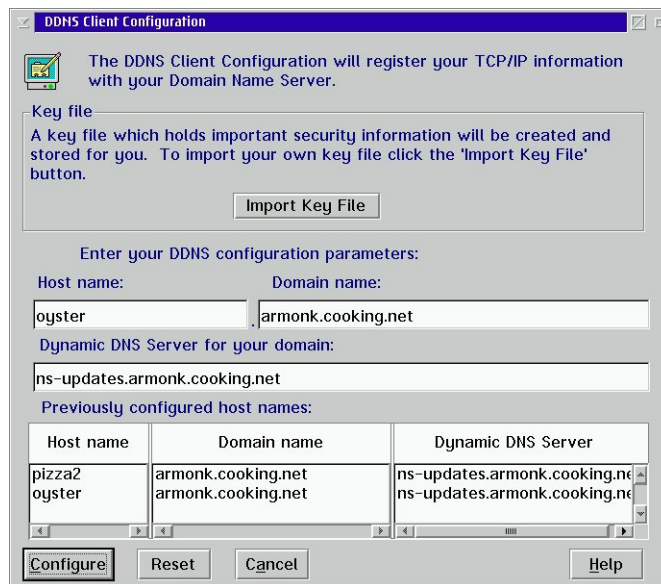 DDNS Client Configuration
The DDNS Client Configuration will register your TCP/IP information
with your Domain Name Server.
Key file
A key file which holds important security information will be created and
stored for you. To import your own key file click the 'Import Key File'
button.
Import Key File
Enter your DDNS configuration parameters:
Host name: Domain name:
oyster . armonk.cooking.net
Dynamic DNS Server for your domain:
ns-updates.armonk.cooking.net
Previously configured host names:
Host name Domain name Dynamic DNS Server
pizza2 armonk.cooking.net ns-updates.armonk.cooking.ne
oyster armonk.cooking.net ns-updates.armonk.cooking.ne
Configure Reset Cancel Help